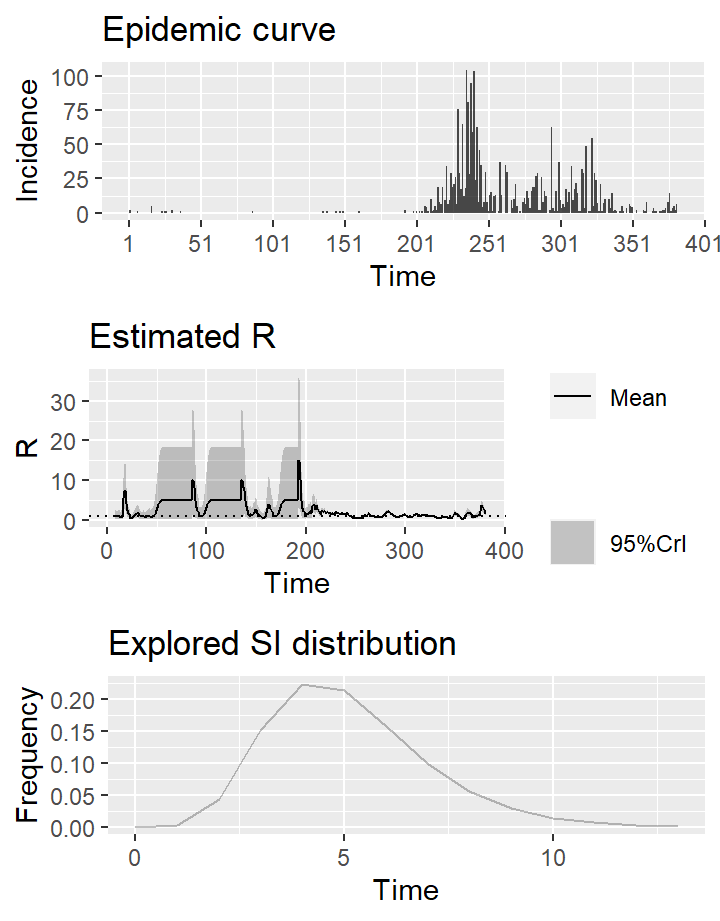 Epidemic curve
Incidence
100
75
50
25
0
1 51 101 151 201 251 301 351 401
Time
Estimated R
R
30
20
10
0
0 100 200 300 400
Time
Mean
95%CrI
Explored SI distribution
Frequency
0.20
0.15
0.10
0.05
0.00
0 5 10
Time